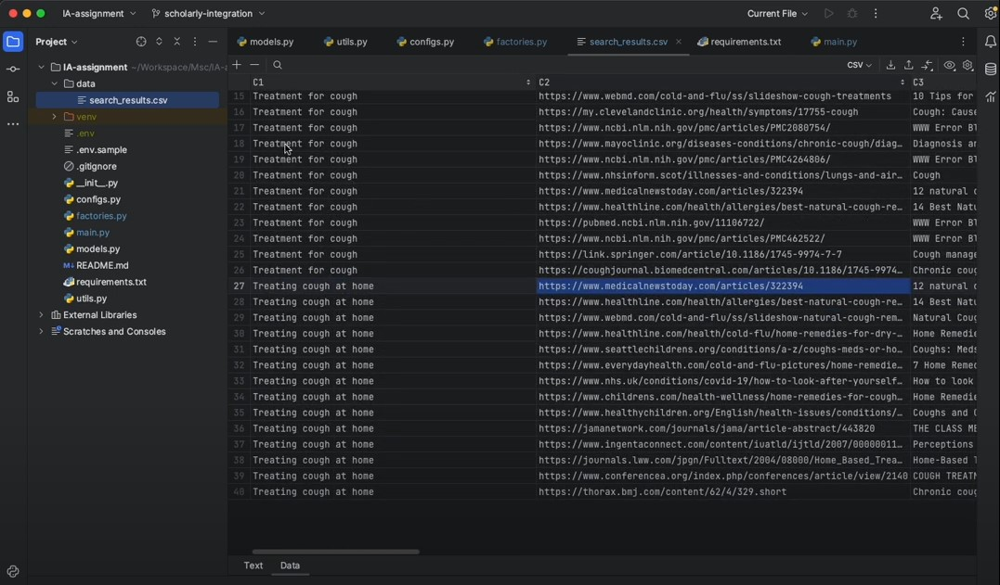 IA-assignment
scholarly-integration
Current File
Project
models.py
utils.py
configs.py
factories.py
search_results.csv
requirements.txt
main.py
IA-assignment ~/Workspace/Msc/IA-a
data
search_results.csv
venv
.env
.env.sample
.gitignore
__init__.py
configs.py
factories.py
main.py
models.py
M↓ README.md
requirements.txt
utils.py
External Libraries
Scratches and Consoles
CSV
C1 C2 C3
15 Treatment for cough https://www.webmd.com/cold-and-flu/ss/slideshow-cough-treatments 10 Tips for
16 Treatment for cough https://my.clevelandclinic.org/health/symptoms/17755-cough Cough: Cause
17 Treatment for cough https://www.ncbi.nlm.nih.gov/pmc/articles/PMC2080754/ WWW Error Bl
18 Treatment for cough https://www.mayoclinic.org/diseases-conditions/chronic-cough/diag… Diagnosis an
19 Treatment for cough https://www.ncbi.nlm.nih.gov/pmc/articles/PMC4264806/ WWW Error Bl
20 Treatment for cough https://www.nhsinform.scot/illnesses-and-conditions/lungs-and-air… Cough
21 Treatment for cough https://www.medicalnewstoday.com/articles/322394 12 natural c
22 Treatment for cough https://www.healthline.com/health/allergies/best-natural-cough-re… 14 Best Natu
23 Treatment for cough https://pubmed.ncbi.nlm.nih.gov/11106722/ WWW Error Bl
24 Treatment for cough https://www.ncbi.nlm.nih.gov/pmc/articles/PMC462522/ WWW Error Bl
25 Treatment for cough https://link.springer.com/article/10.1186/1745-9974-7-7 Cough manage
26 Treatment for cough https://coughjournal.biomedcentral.com/articles/10.1186/1745-9974… Chronic coug
27 Treating cough at home https://www.medicalnewstoday.com/articles/322394 12 natural c
28 Treating cough at home https://www.healthline.com/health/allergies/best-natural-cough-re… 14 Best Natu
29 Treating cough at home https://www.webmd.com/cold-and-flu/ss/slideshow-natural-cough-rem… Natural Coug
30 Treating cough at home https://www.healthline.com/health/cold-flu/home-remedies-for-dry-… Home Remedie
31 Treating cough at home https://www.seattlechildrens.org/conditions/a-z/coughs-meds-or-ho… Coughs: Meds
32 Treating cough at home https://www.everydayhealth.com/cold-and-flu-pictures/home-remedie… 7 Home Remed
33 Treating cough at home https://www.nhs.uk/conditions/covid-19/how-to-look-after-yourself… How to look
34 Treating cough at home https://www.childrens.com/health-wellness/home-remedies-for-cough… Home Remedie
35 Treating cough at home https://www.healthychildren.org/English/health-issues/conditions/… Coughs and C
36 Treating cough at home https://jamanetwork.com/journals/jama/article-abstract/443820 THE CLASS ME
37 Treating cough at home https://www.ingentaconnect.com/content/iuatld/ijtld/2007/00000011… Perceptions
38 Treating cough at home https://journals.lww.com/jpgn/Fulltext/2004/08000/Home_Based_Trea… Home-Based T
39 Treating cough at home https://www.conferencea.org/index.php/conferences/article/view/2140 COUGH TREATM
40 Treating cough at home https://thorax.bmj.com/content/62/4/329.short Chronic coug
Text Data